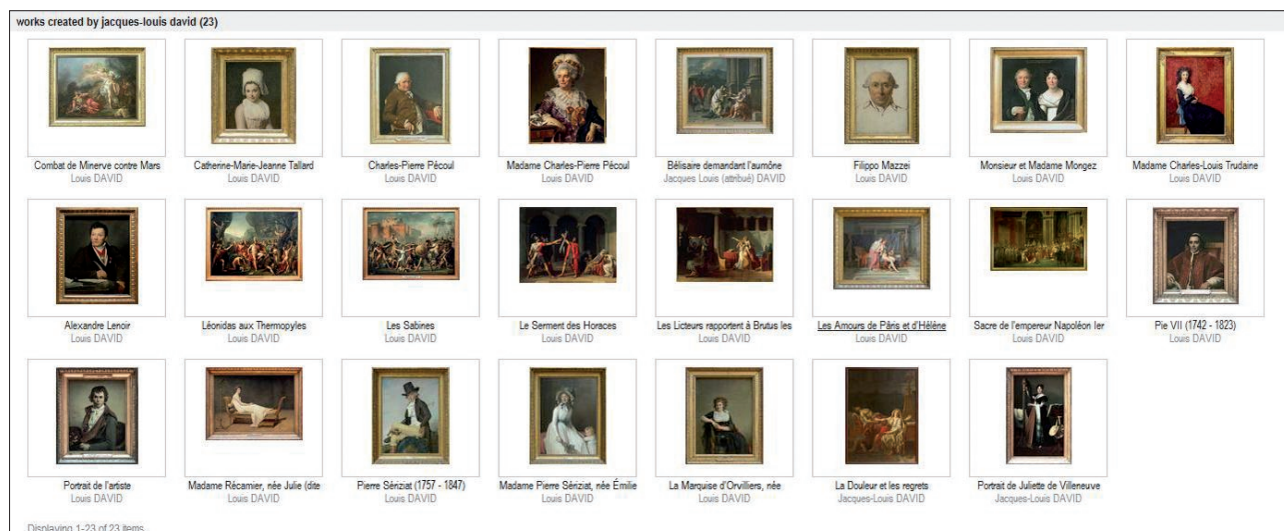 works created by jacques-louis david (23)
Combat de Minerve contre Mars
Louis DAVID
Catherine-Marie-Jeanne Tallard
Louis DAVID
Charles-Pierre Pécoul
Louis DAVID
Madame Charles-Pierre Pécoul
Louis DAVID
Bélisaire demandant l'aumône
Jacques Louis (attribué) DAVID
Filippo Mazzei
Louis DAVID
Monsieur et Madame Mongez
Louis DAVID
Madame Charles-Louis Trudaine
Louis DAVID
Alexandre Lenoir
Louis DAVID
Léonidas aux Thermopyles
Louis DAVID
Les Sabines
Louis DAVID
Le Serment des Horaces
Louis DAVID
Les Licteurs rapportent à Brutus les
Louis DAVID
Les Amours de Pâris et d'Hélène
Louis DAVID
Sacre de l'empereur Napoléon Ier
Louis DAVID
Pie VII (1742 - 1823)
Louis DAVID
Portrait de l'artiste
Louis DAVID
Madame Récamier, née Julie (dite
Louis DAVID
Pierre Sériziat (1757 - 1847)
Louis DAVID
Madame Pierre Sériziat, née Émilie
Louis DAVID
La Marquise d'Orvilliers, née
Louis DAVID
La Douleur et les regrets
Jacques-Louis DAVID
Portrait de Juliette de Villeneuve
Jacques-Louis DAVID
Displaying 1-23 of 23 items